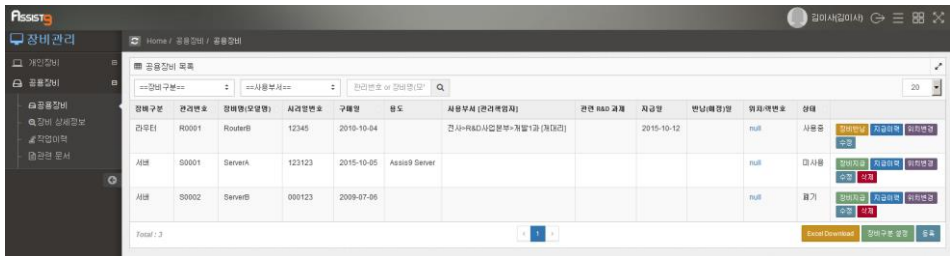 Assist9
김이사(김이사)
장비관리
Home / 공용장비 / 공용장비
개인장비
공용장비
공용장비
장비 상세정보
작업이력
관련 문서
공용장비 목록
==장비구분==
==사용부서==
관리번호 or 장비명(모
20
장비구분 관리번호 장비명(모델명) 시리얼번호 구매일 용도 사용부서 [관리책임자] 관련 R&D 과제 지급일 반납(예정)일 위치/랙번호 상태
라우터 R0001 RouterB 12345 2010-10-04 전사>R&D사업본부>개발1과 [개대리] 2015-10-12 null 사용중 장비반납 지급이력 위치변경
수정
서버 S0001 ServerA 123123 2015-10-05 Assis9 Server null 미사용 장비지급 지급이력 위치변경
수정 삭제
서버 S0002 ServerB 000123 2009-07-06 null 폐기 장비지급 지급이력 위치변경
수정 삭제
Total : 3
1
Excel Download 장비구분 설정 등록